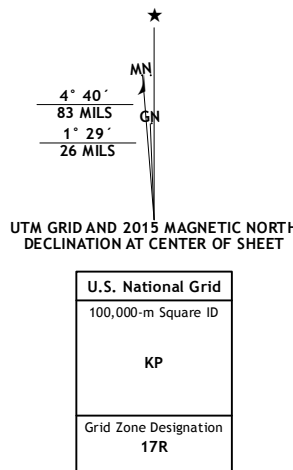 ★
MN
4° 40´
83 MILS
GN
1° 29´
26 MILS
UTM GRID AND 2015 MAGNETIC NORTH
DECLINATION AT CENTER OF SHEET
U.S. National Grid
100,000-m Square ID
KP
Grid Zone Designation
17R